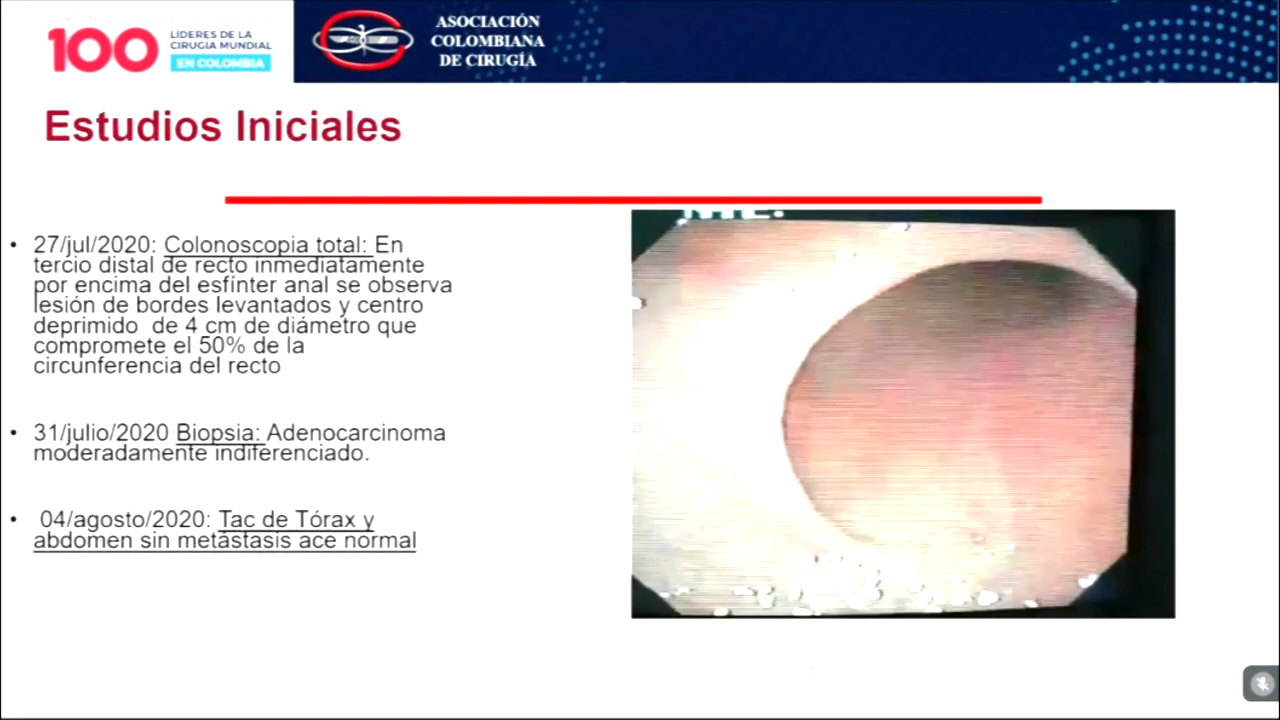 100
LIDERES DE LA
CIRUGÍA MUNDIAL
EN COLOMBIA
ASOCIACIÓN
COLOMBIANA
DE CIRUGÍA
Estudios Iniciales
• 27/jul/2020: Colonoscopia total: En
tercio distal de recto inmediatamente
por encima del esfínter anal se observa
lesión de bordes levantados y centro
deprimido de 4 cm de diámetro que
compromete el 50% de la
circunferencia del recto
• 31/julio/2020 Biopsia: Adenocarcinoma
moderadamente indiferenciado.
• 04/agosto/2020: Tac de Tórax y
abdomen sin metástasis ace normal